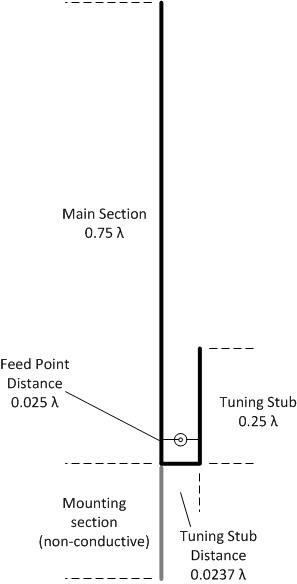 Main Section
0.75 λ
Feed Point
Distance
0.025 λ
Tuning Stub
0.25 λ
Mounting
section
(non-conductive)
Tuning Stub
Distance
0.0237 λ